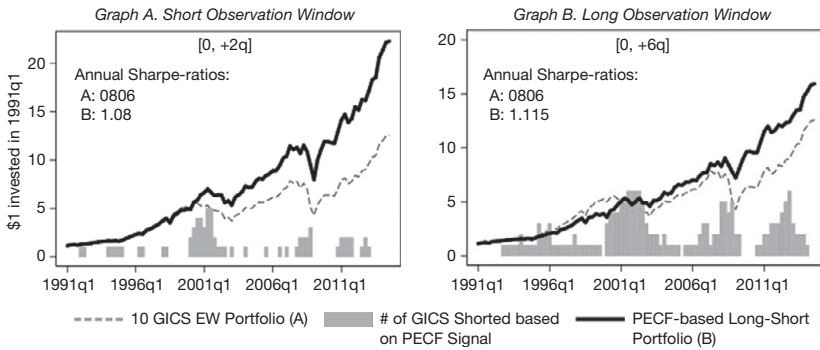 Graph A. Short Observation Window
[0, +2q]
Annual Sharpe-ratios:
A: 0806
B: 1.08
$1 invested in 1991q1
20
15
10
5
0
1991q1 1996q1 2001q1 2006q1 2011q1
Graph B. Long Observation Window
[0, +6q]
Annual Sharpe-ratios:
A: 0806
B: 1.115
20
15
10
5
0
1991q1 1996q1 2001q1 2006q1 2011q1
10 GICS EW Portfolio (A)
# of GICS Shorted based
on PECF Signal
PECF-based Long-Short
Portfolio (B)